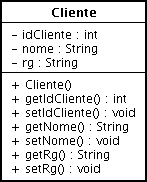 Cliente
- idCliente : int
- nome : String
- rg : String
+ Cliente()
+ getIdCliente() : int
+ setIdCliente() : void
+ getNome() : String
+ setNome() : void
+ getRg() : String
+ setRg() : void